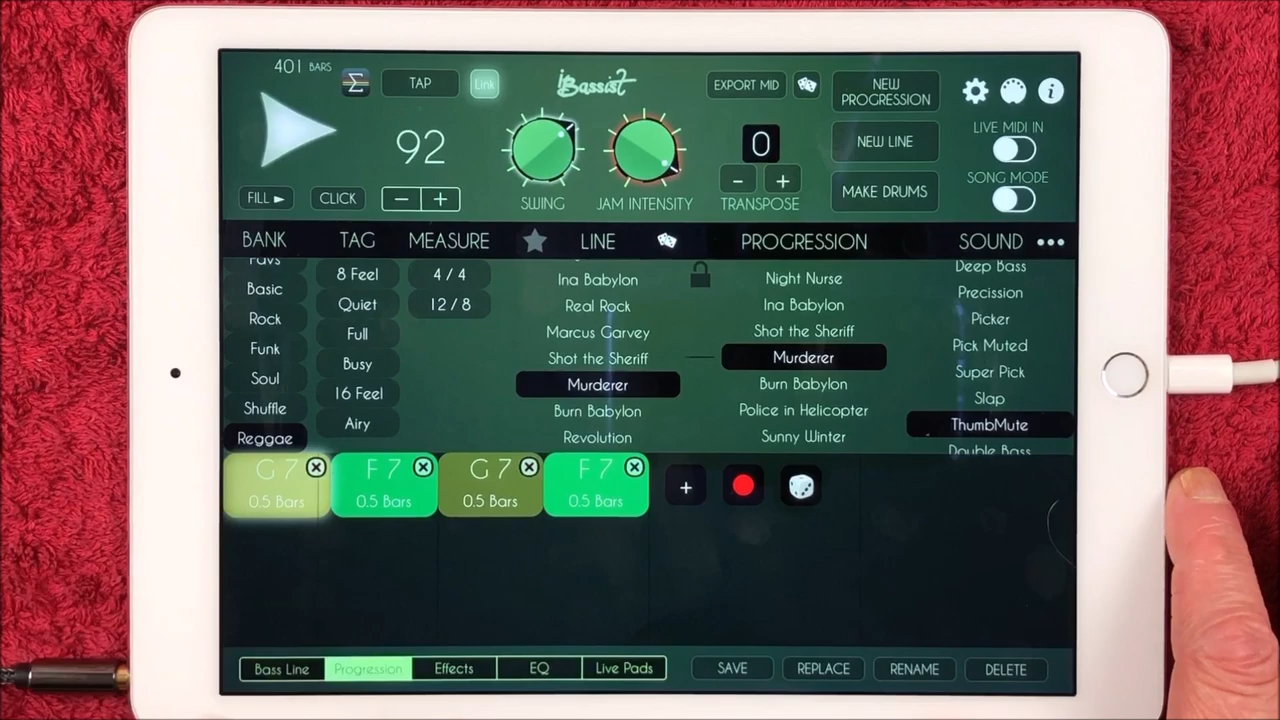 401 BARS
TAP
Link
iBassist
EXPORT MID
NEW PROGRESSION
92
0
LIVE MIDI IN
NEW LINE
SONG MODE
FILL ►
CLICK
− +
SWING
JAM INTENSITY
- +
TRANSPOSE
MAKE DRUMS
BANK TAG MEASURE LINE PROGRESSION SOUND •••
Favs
Basic
Rock
Funk
Soul
Shuffle
Reggae
8 Feel
Quiet
Full
Busy
16 Feel
Airy
4 / 4
12 / 8
Ina Babylon
Real Rock
Marcus Garvey
Shot the Sheriff
Murderer
Burn Babylon
Revolution
Night Nurse
Ina Babylon
Shot the Sheriff
Murderer
Burn Babylon
Police in Helicopter
Sunny Winter
Deep Bass
Precission
Picker
Pick Muted
Super Pick
Slap
ThumbMute
Double Bass
G 7 F 7 G 7 F 7
0.5 Bars 0.5 Bars 0.5 Bars 0.5 Bars
+
Bass Line Progression Effects EQ Live Pads SAVE REPLACE RENAME DELETE